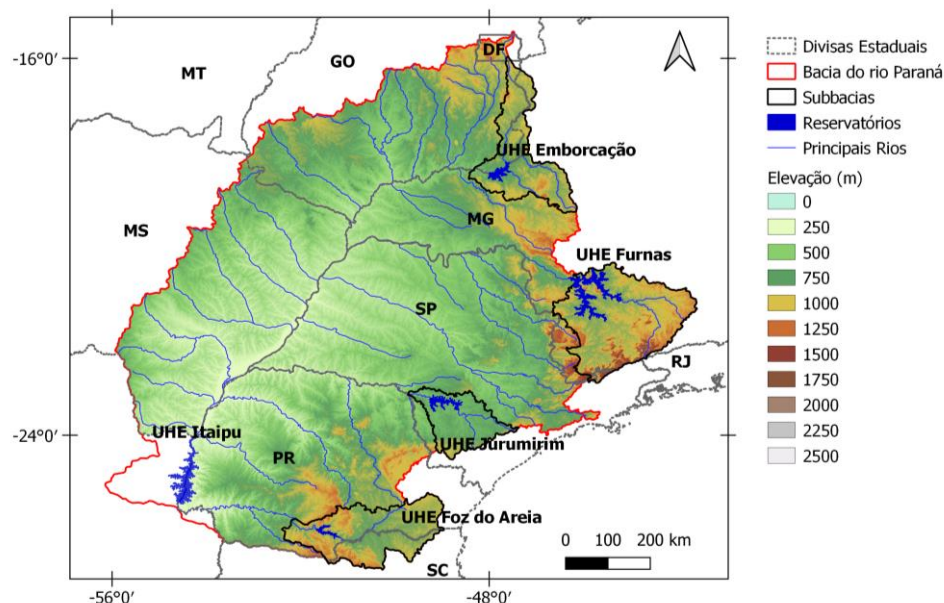 -16°0′
-24°0′
-56°0′
-48°0′
MT
GO
DF
MS
MG
SP
RJ
PR
SC
UHE Emborcação
UHE Furnas
UHE Jurumirim
UHE Itaipu
UHE Foz do Areia
0 100 200 km
Divisas Estaduais
Bacia do rio Paraná
Subbacias
Reservatórios
Principais Rios
Elevação (m)
0
250
500
750
1000
1250
1500
1750
2000
2250
2500